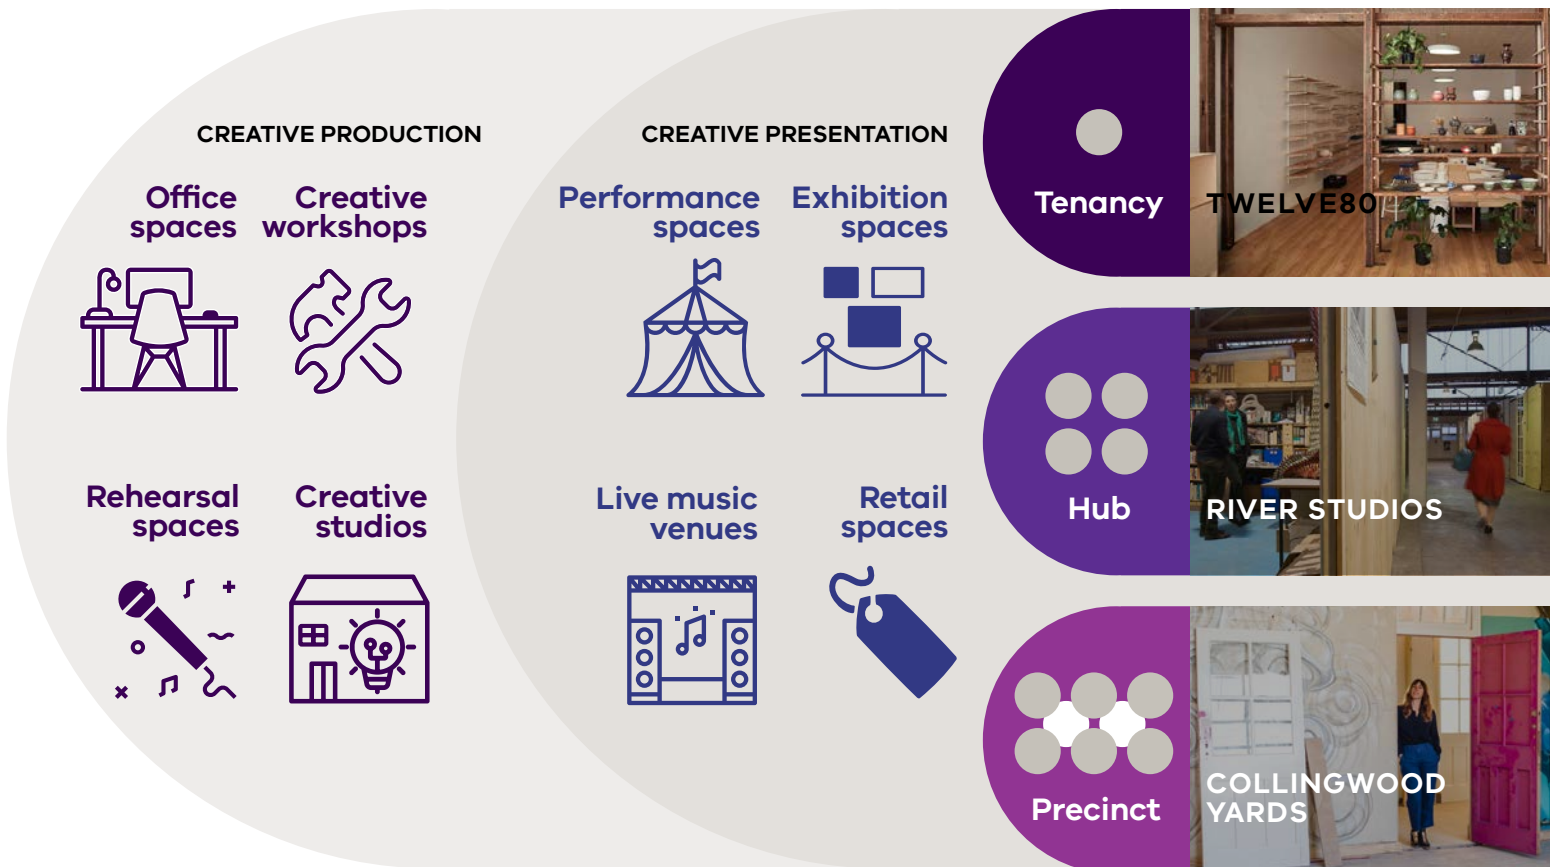 CREATIVE PRODUCTION
Office
spaces
Creative
workshops
Rehearsal
spaces
Creative
studios
CREATIVE PRESENTATION
Performance
spaces
Exhibition
spaces
Live music
venues
Retail
spaces
Tenancy
TWELVE80
Hub
RIVER STUDIOS
Precinct
COLLINGWOOD
YARDS